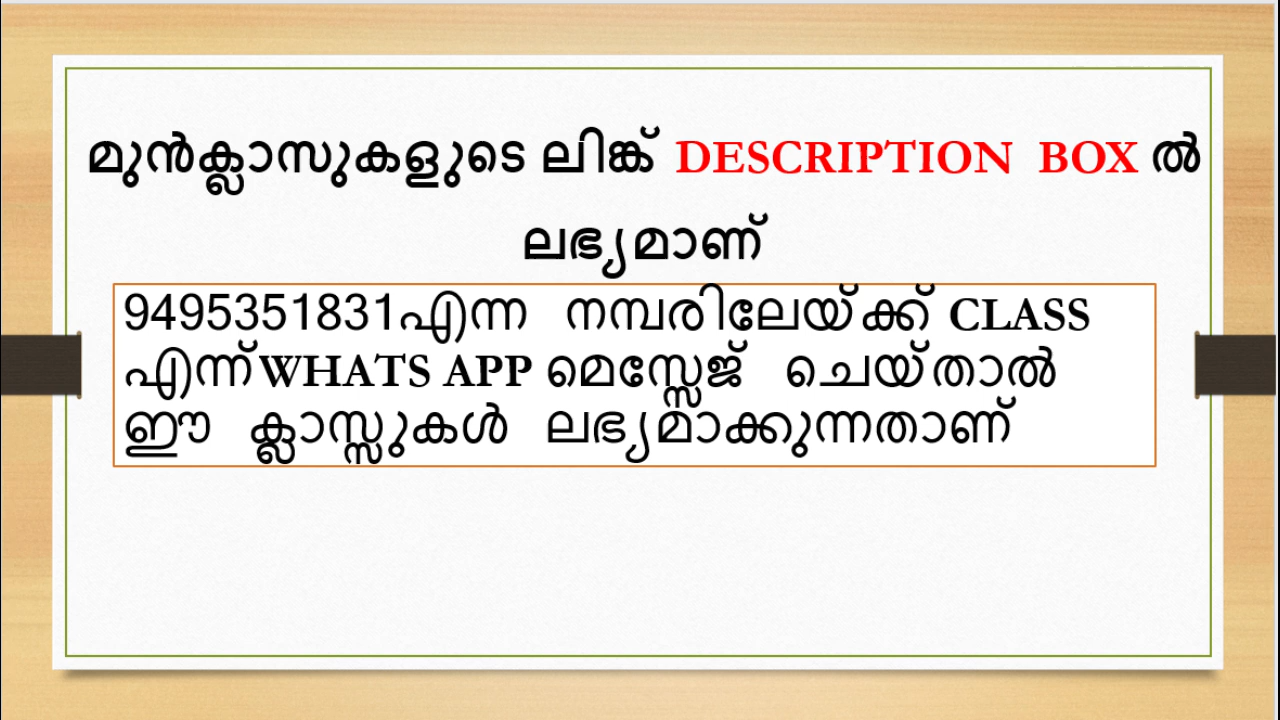 മുൻക്ലാസുകളുടെ ലിങ്ക് DESCRIPTION BOX ൽ
ലഭ്യമാണ്
9495351831എന്ന നമ്പരിലേയ്ക്ക് CLASS
എന്ന് WHATS APP മെസ്സേജ് ചെയ്താൽ
ഈ ക്ലാസ്സുകൾ ലഭ്യമാക്കുന്നതാണ്